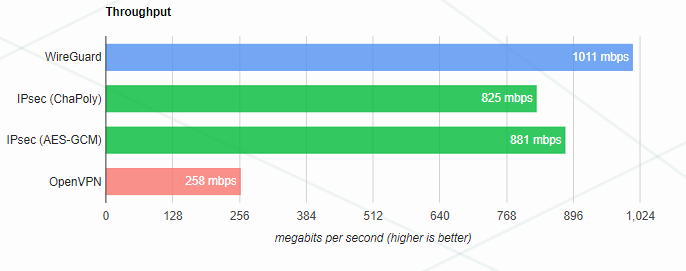 Throughput
WireGuard 1011 mbps
IPsec (ChaPoly) 825 mbps
IPsec (AES-GCM) 881 mbps
OpenVPN 258 mbps
0 128 256 384 512 640 768 896 1,024
megabits per second (higher is better)